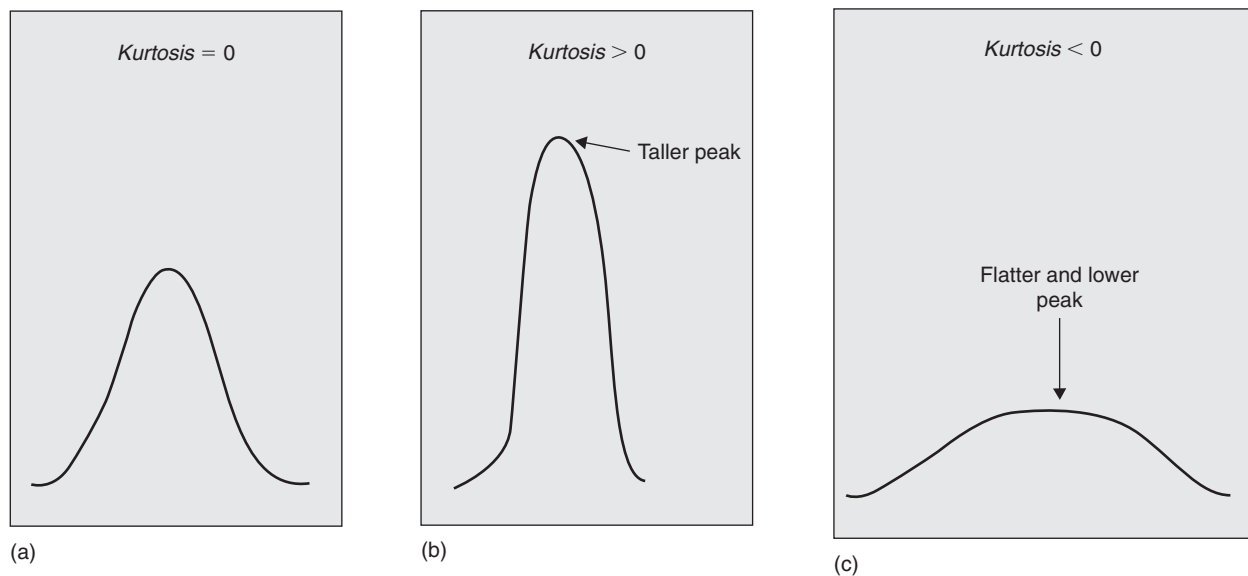 Kurtosis = 0
(a)
Kurtosis > 0
Taller peak
(b)
Kurtosis < 0
Flatter and lower
peak
(c)